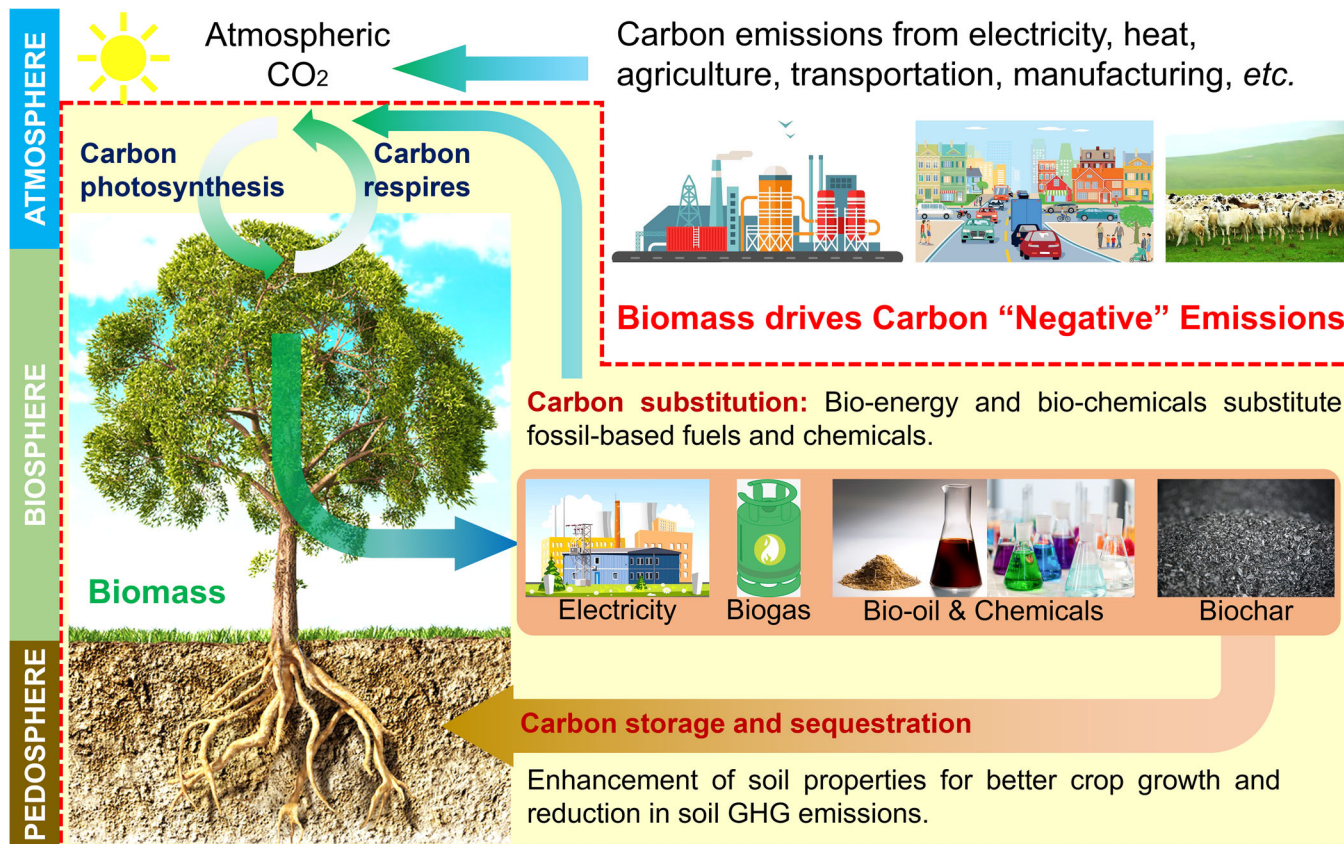 ATMOSPHERE
BIOSPHERE
PEDOSPHERE
Atmospheric
CO2
Carbon emissions from electricity, heat,
agriculture, transportation, manufacturing, etc.
Carbon
photosynthesis
Carbon
respires
Biomass drives Carbon “Negative” Emissions
Carbon substitution: Bio-energy and bio-chemicals substitute
fossil-based fuels and chemicals.
Electricity
Biogas
Bio-oil & Chemicals
Biochar
Biomass
Carbon storage and sequestration
Enhancement of soil properties for better crop growth and
reduction in soil GHG emissions.